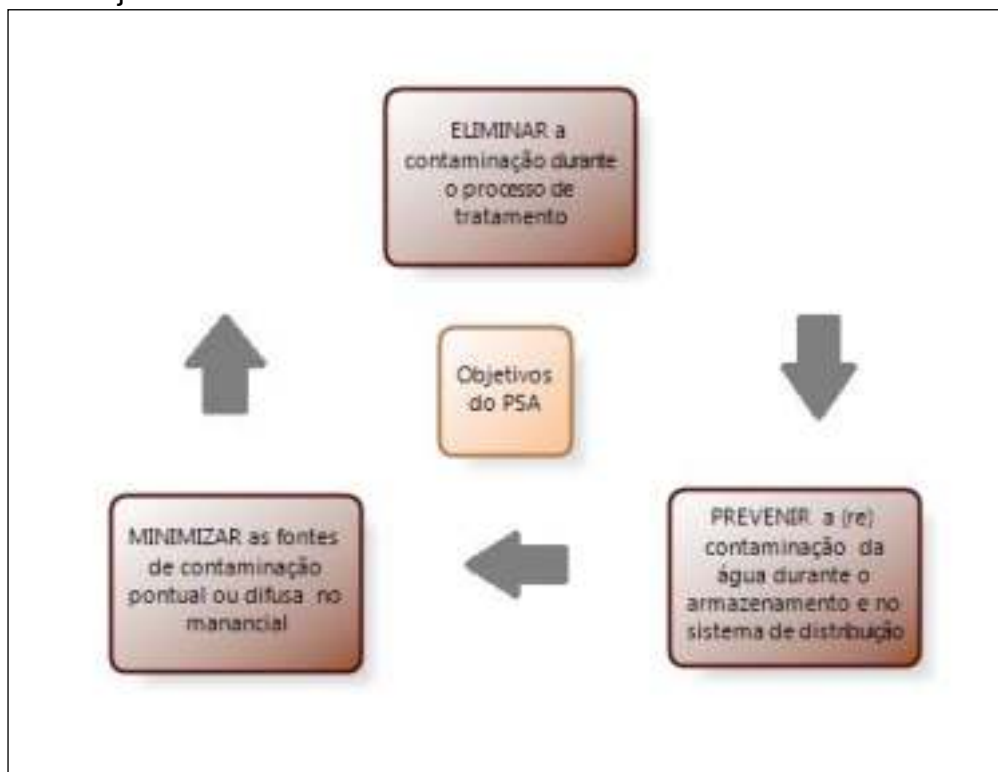 ELIMINAR a
contaminação durante
o processo de
tratamento
Objetivos
do PSA
MINIMIZAR as fontes
de contaminação
pontual ou difusa no
manancial
PREVENIR a (re)
contaminação da
água durante o
armazenamento e no
sistema de distribuição